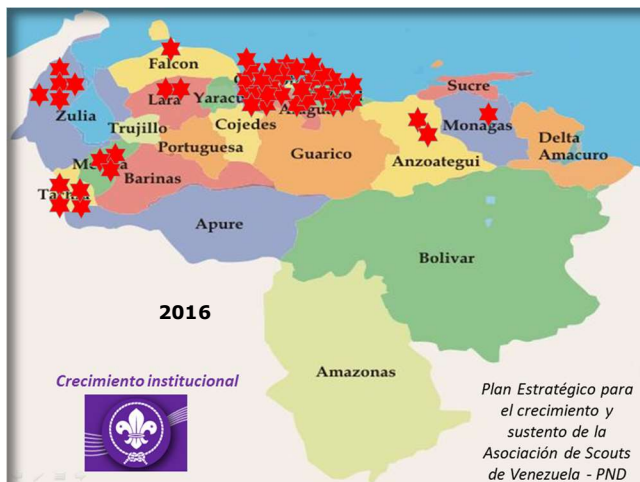 Falcon
Sucre
Lara
Yaracu
Zulia
Monagas
Trujillo
Cojedes
Delta
Amacuro
Portuguesa
Guarico
Anzoategui
Barinas
Apure
Bolivar
2016
Amazonas
Crecimiento institucional
Plan Estratégico para
el crecimiento y
sustento de la
Asociación de Scouts
de Venezuela - PND